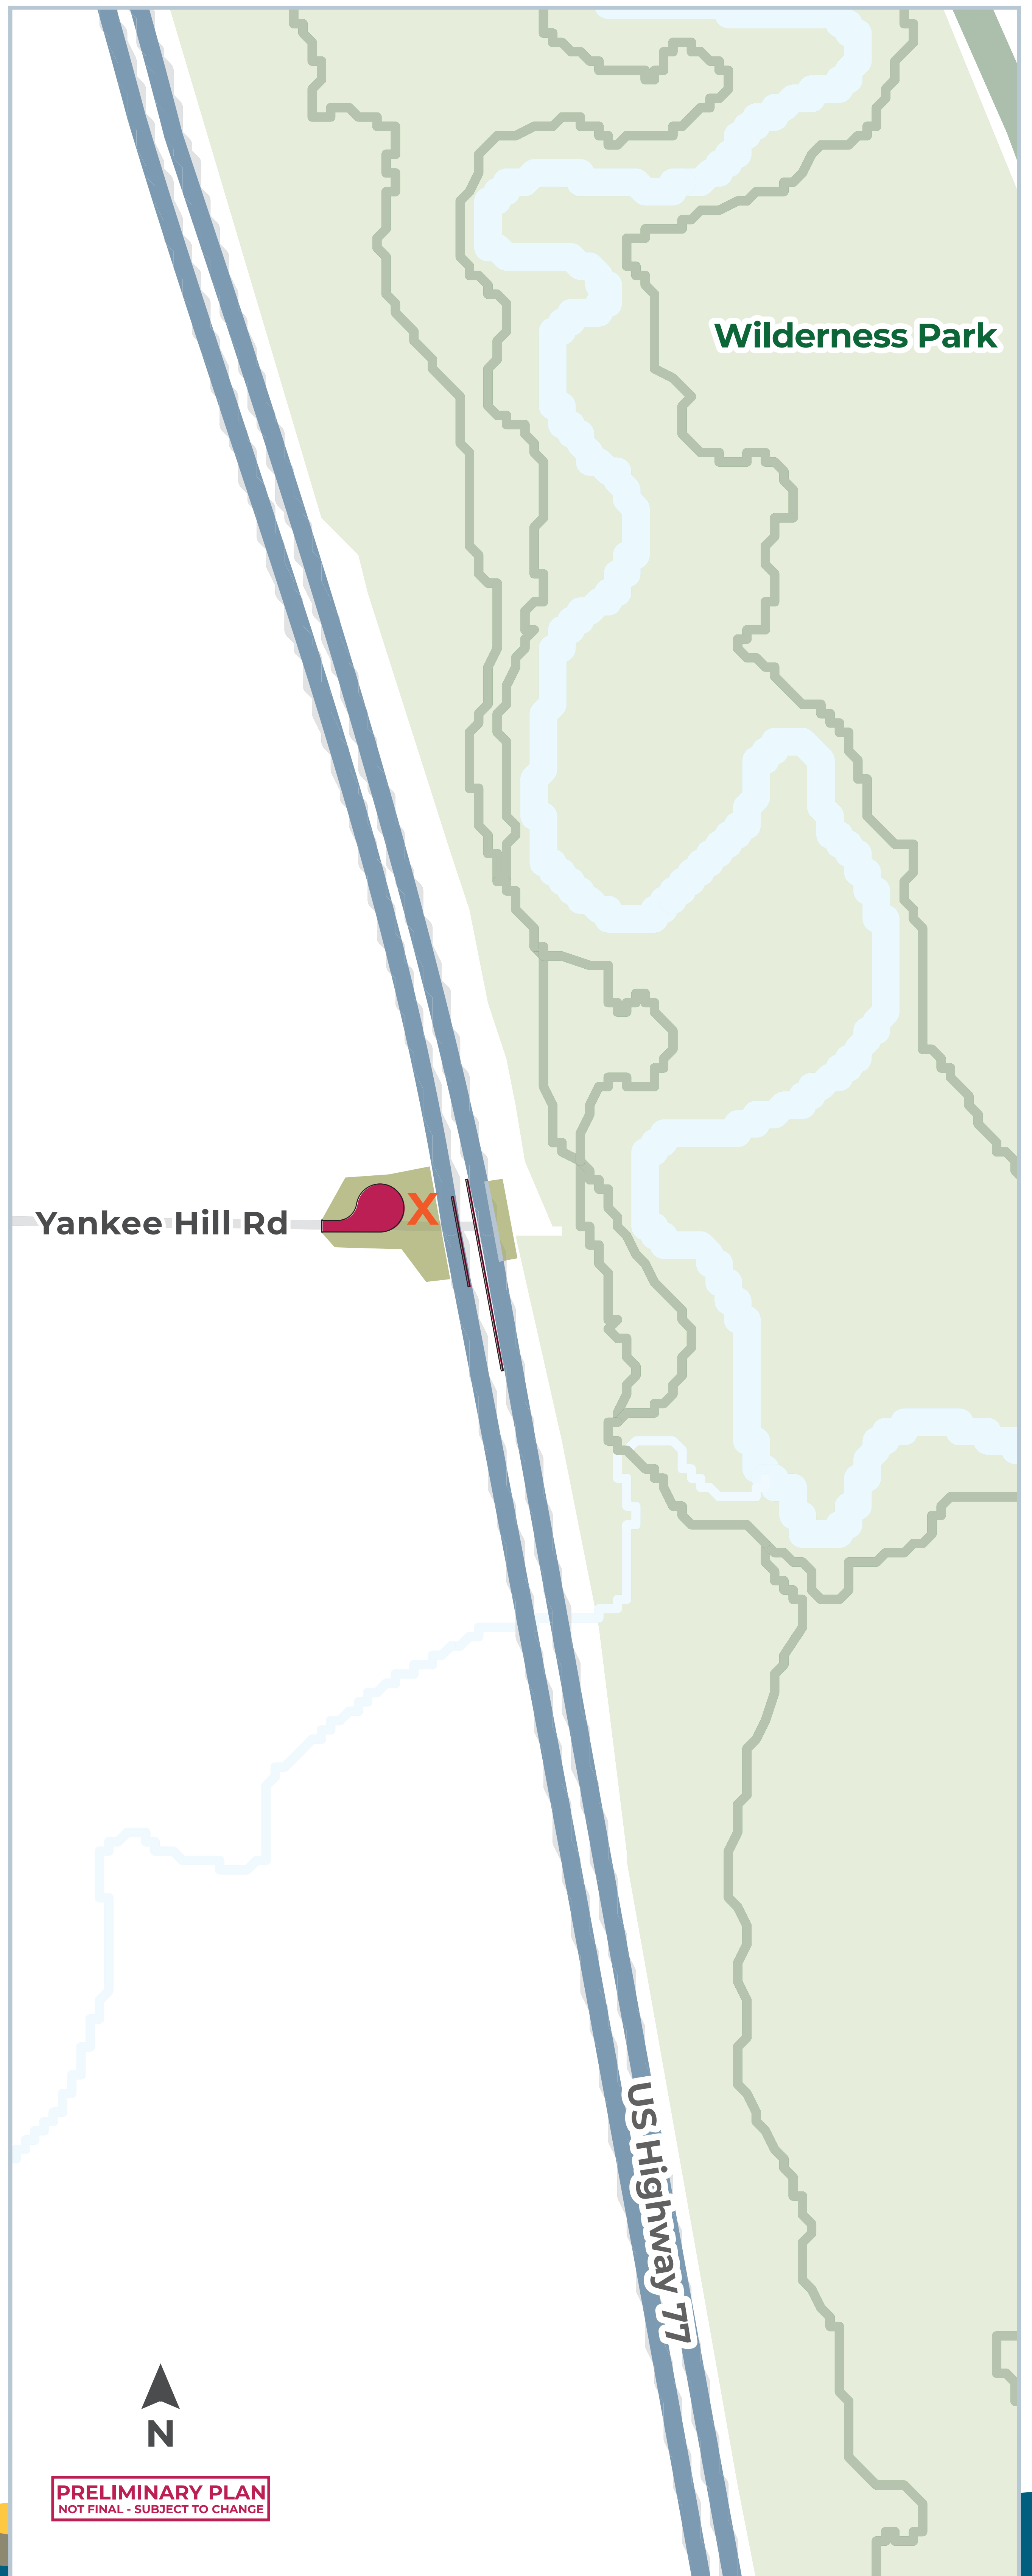 Wilderness Park
Yankee Hill Rd
X
US Highway 77
N
PRELIMINARY PLAN
NOT FINAL - SUBJECT TO CHANGE